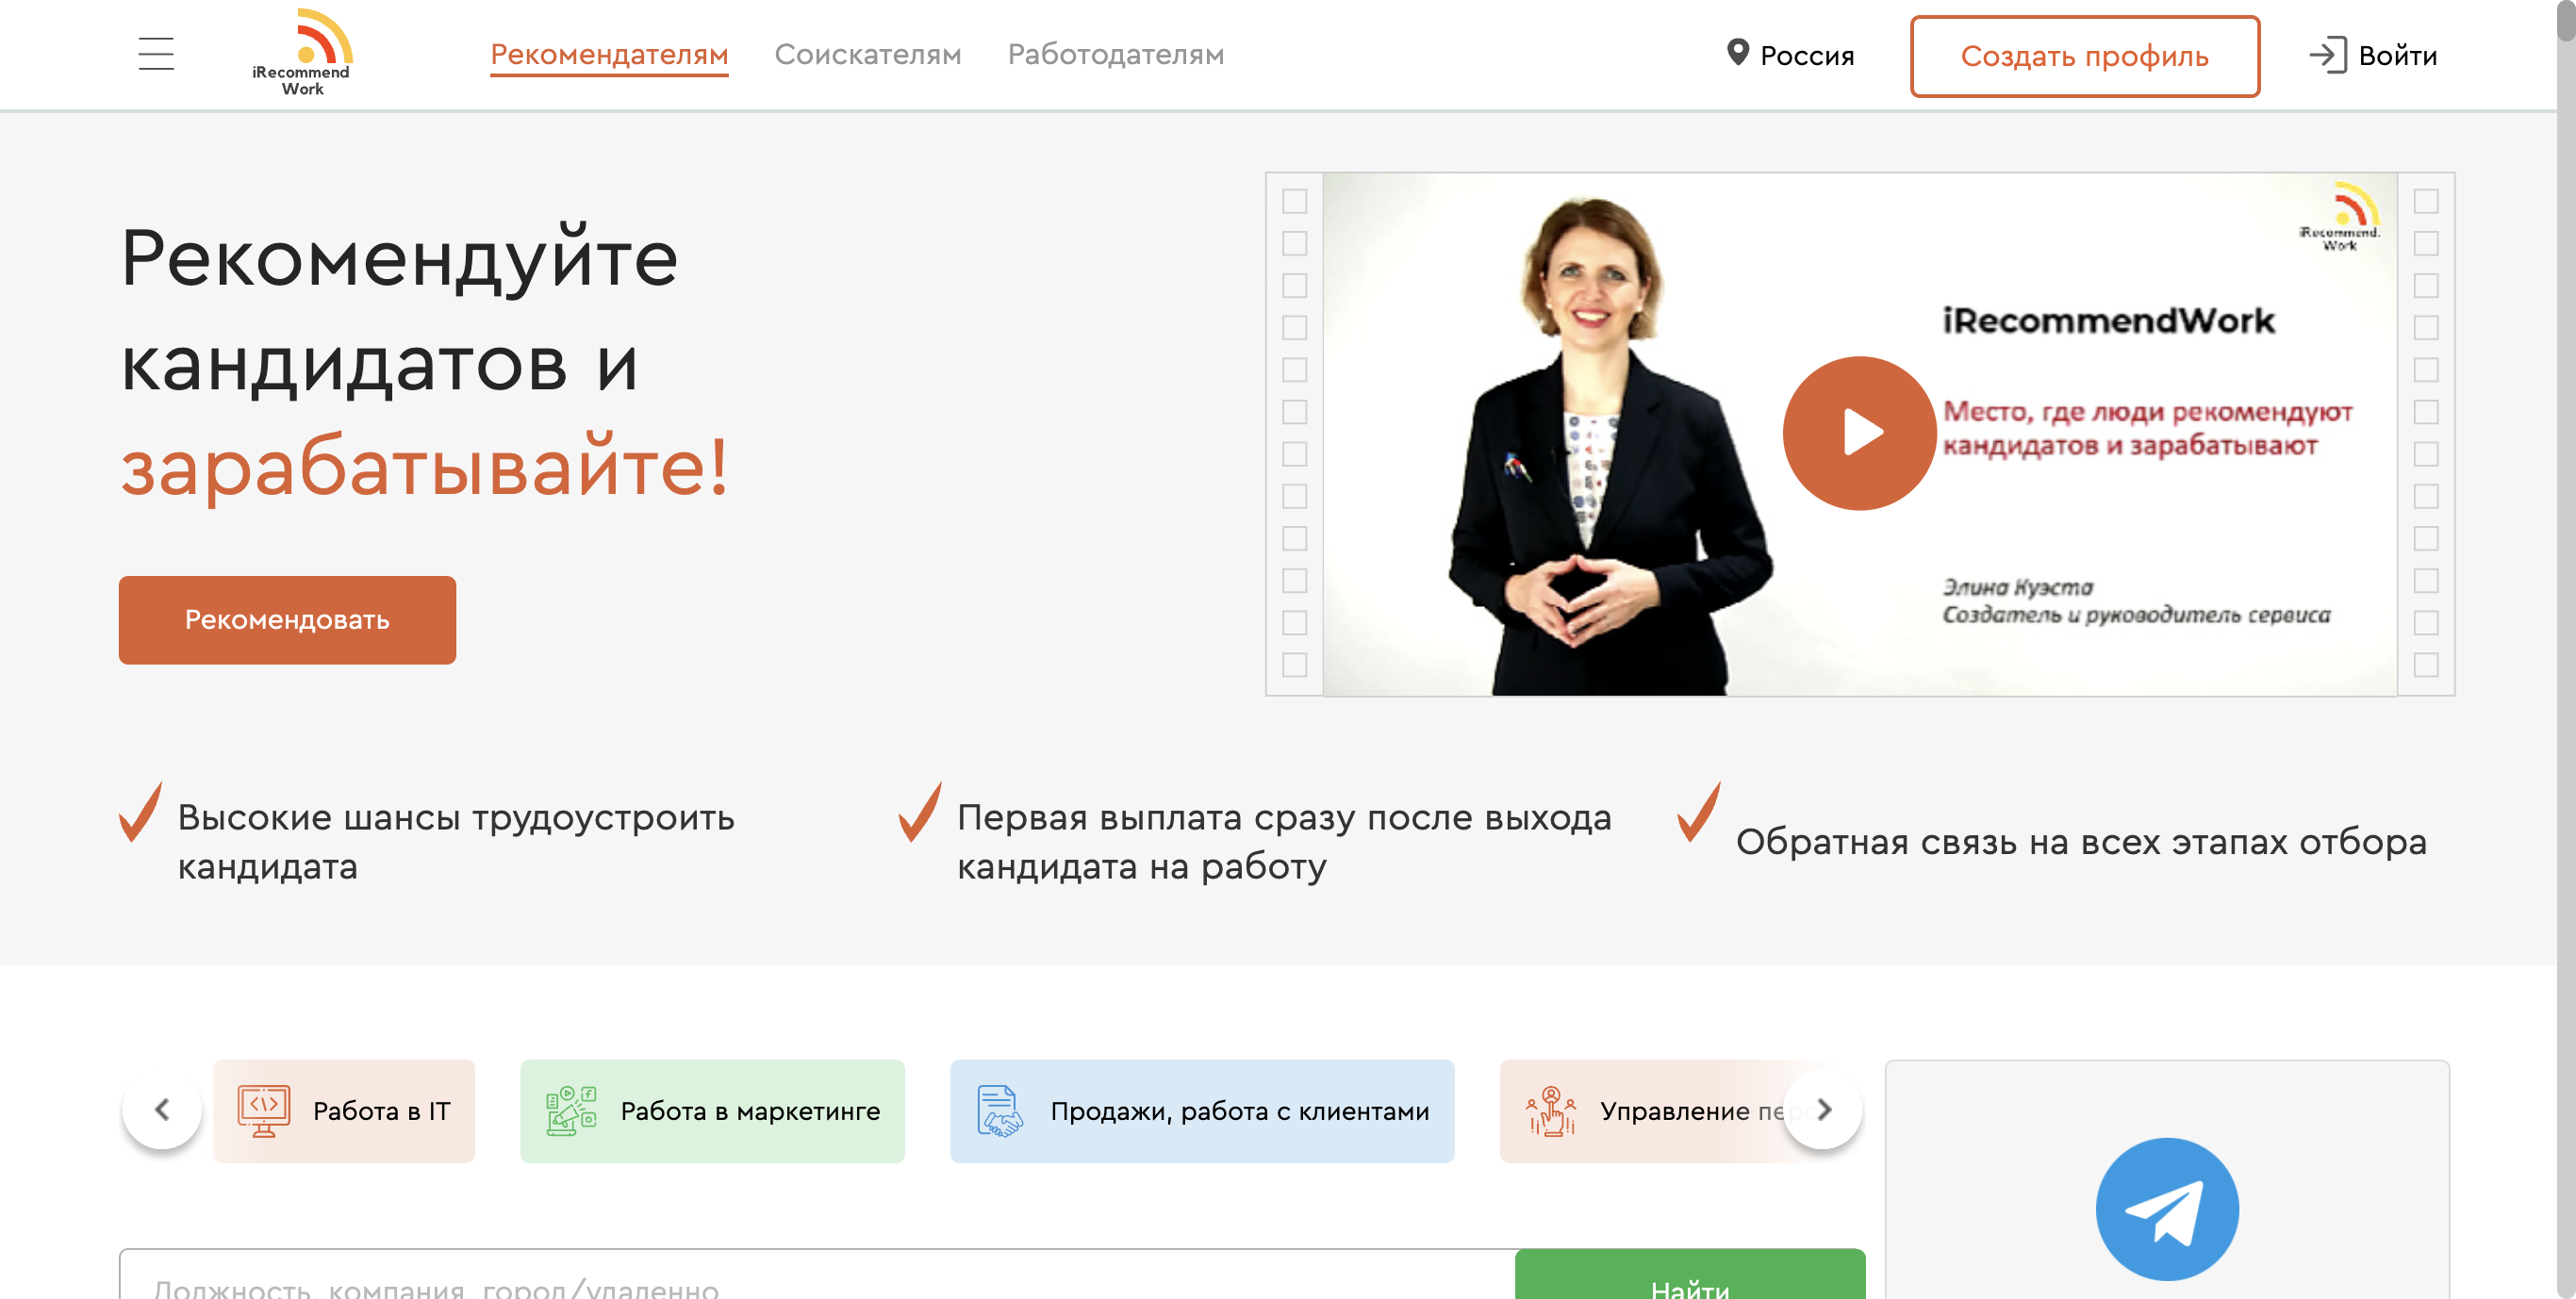 iRecommend
Work
Рекомендателям
Соискателям
Работодателям
Россия
Создать профиль
Войти
Рекомендуйте
кандидатов и
зарабатывайте!
Рекомендовать
iRecommend.
Work
iRecommendWork
Место, где люди рекомендуют
кандидатов и зарабатывают
Элина Куэста
Создатель и руководитель сервиса
Высокие шансы трудоустроить
кандидата
Первая выплата сразу после выхода
кандидата на работу
Обратная связь на всех этапах отбора
Работа в IT
Работа в маркетинге
Продажи, работа с клиентами
Управление
Должность, компания, город/удаленно
Найти